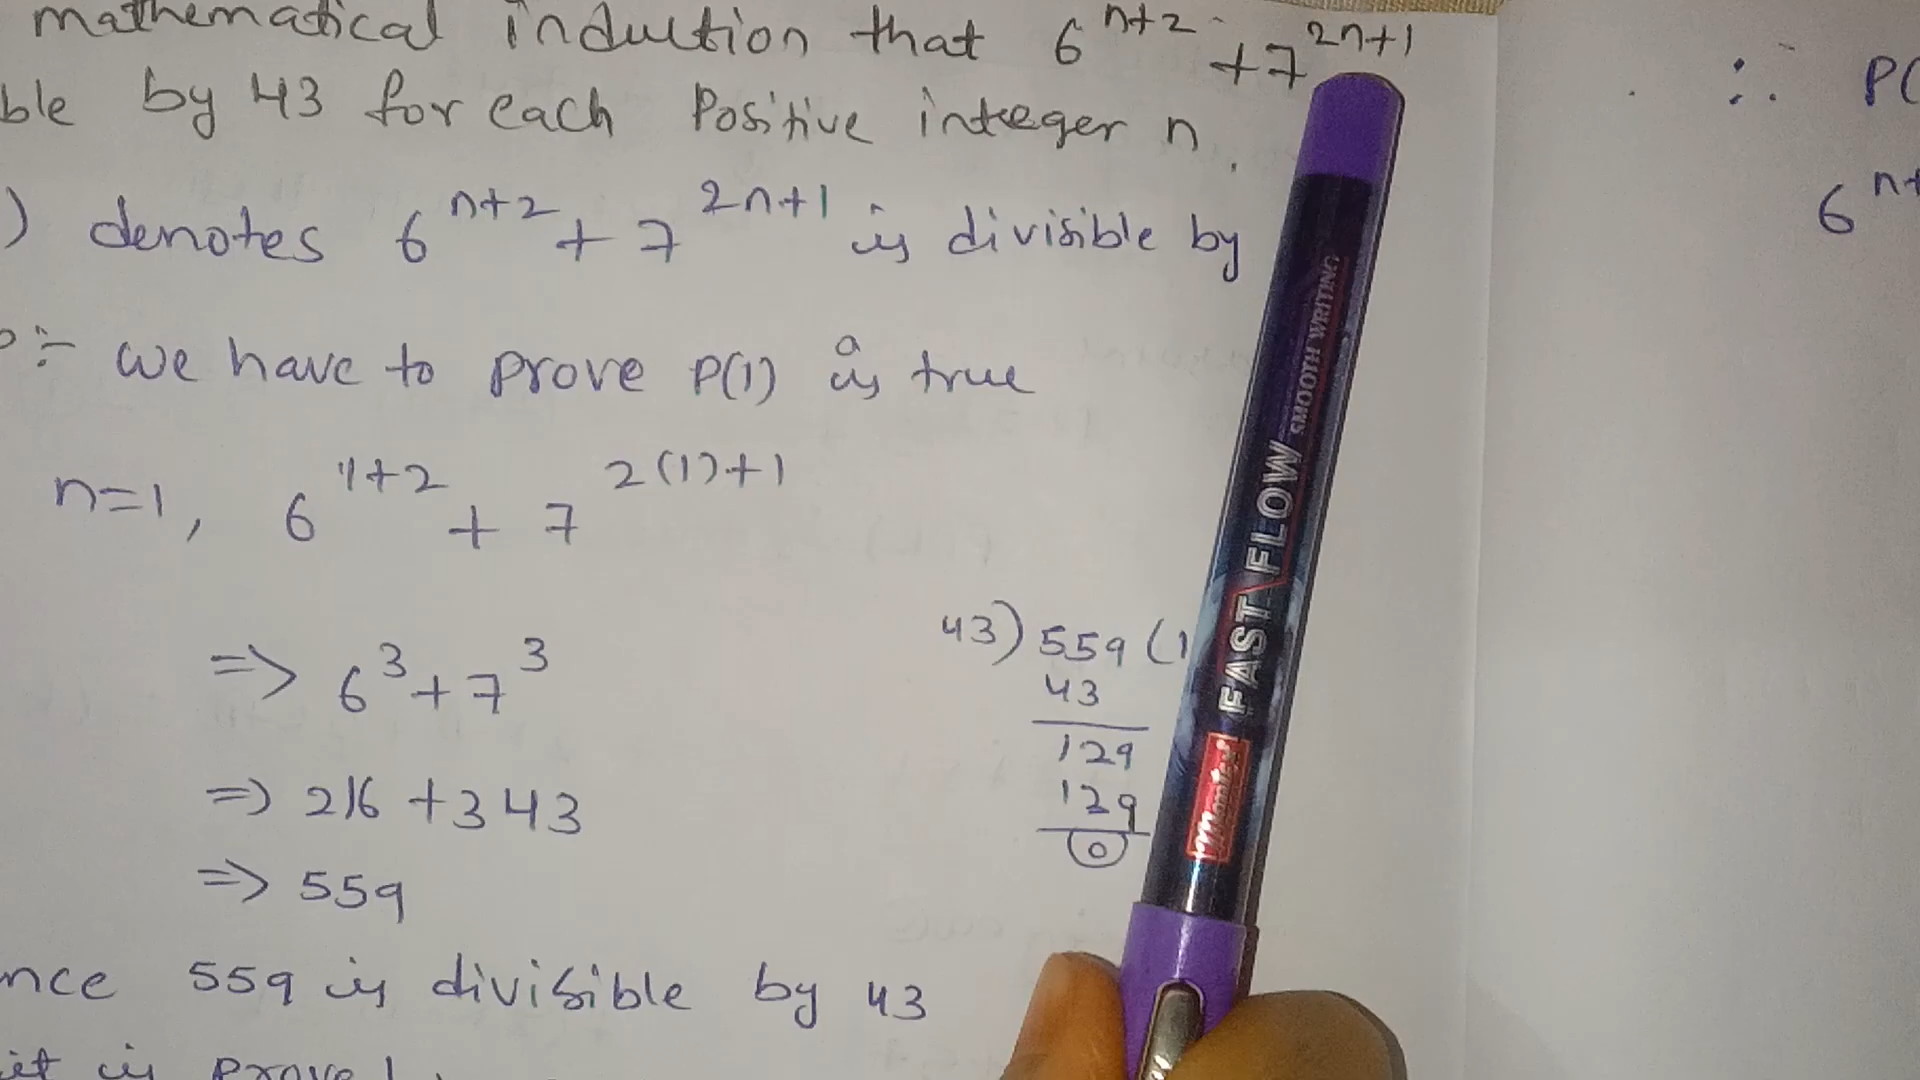 mathematical induction that 6^{n+2} + 7^{2n+1}
ble by 43 for each Positive integer n.
) denotes 6^{n+2} + 7^{2n+1} is divisible by
:- we have to prove P(1) is true
n=1, 6^{1+2} + 7^{2(1)+1}
=> 6^3 + 7^3
=> 216 + 343
=> 559
nce 559 is divisible by 43
it is
43) 559 (1
43
129
129
0
∴ P(
6^{n+
Montex FAST FLOW SMOOTH WRITING